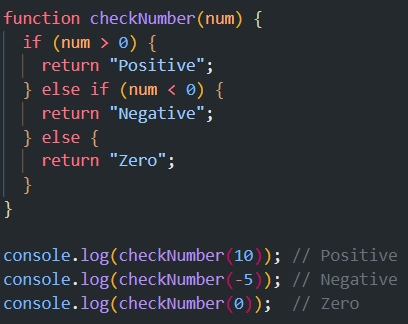 function checkNumber(num) {
  if (num > 0) {
    return "Positive";
  } else if (num < 0) {
    return "Negative";
  } else {
    return "Zero";
  }
}

console.log(checkNumber(10)); // Positive
console.log(checkNumber(-5)); // Negative
console.log(checkNumber(0));  // Zero